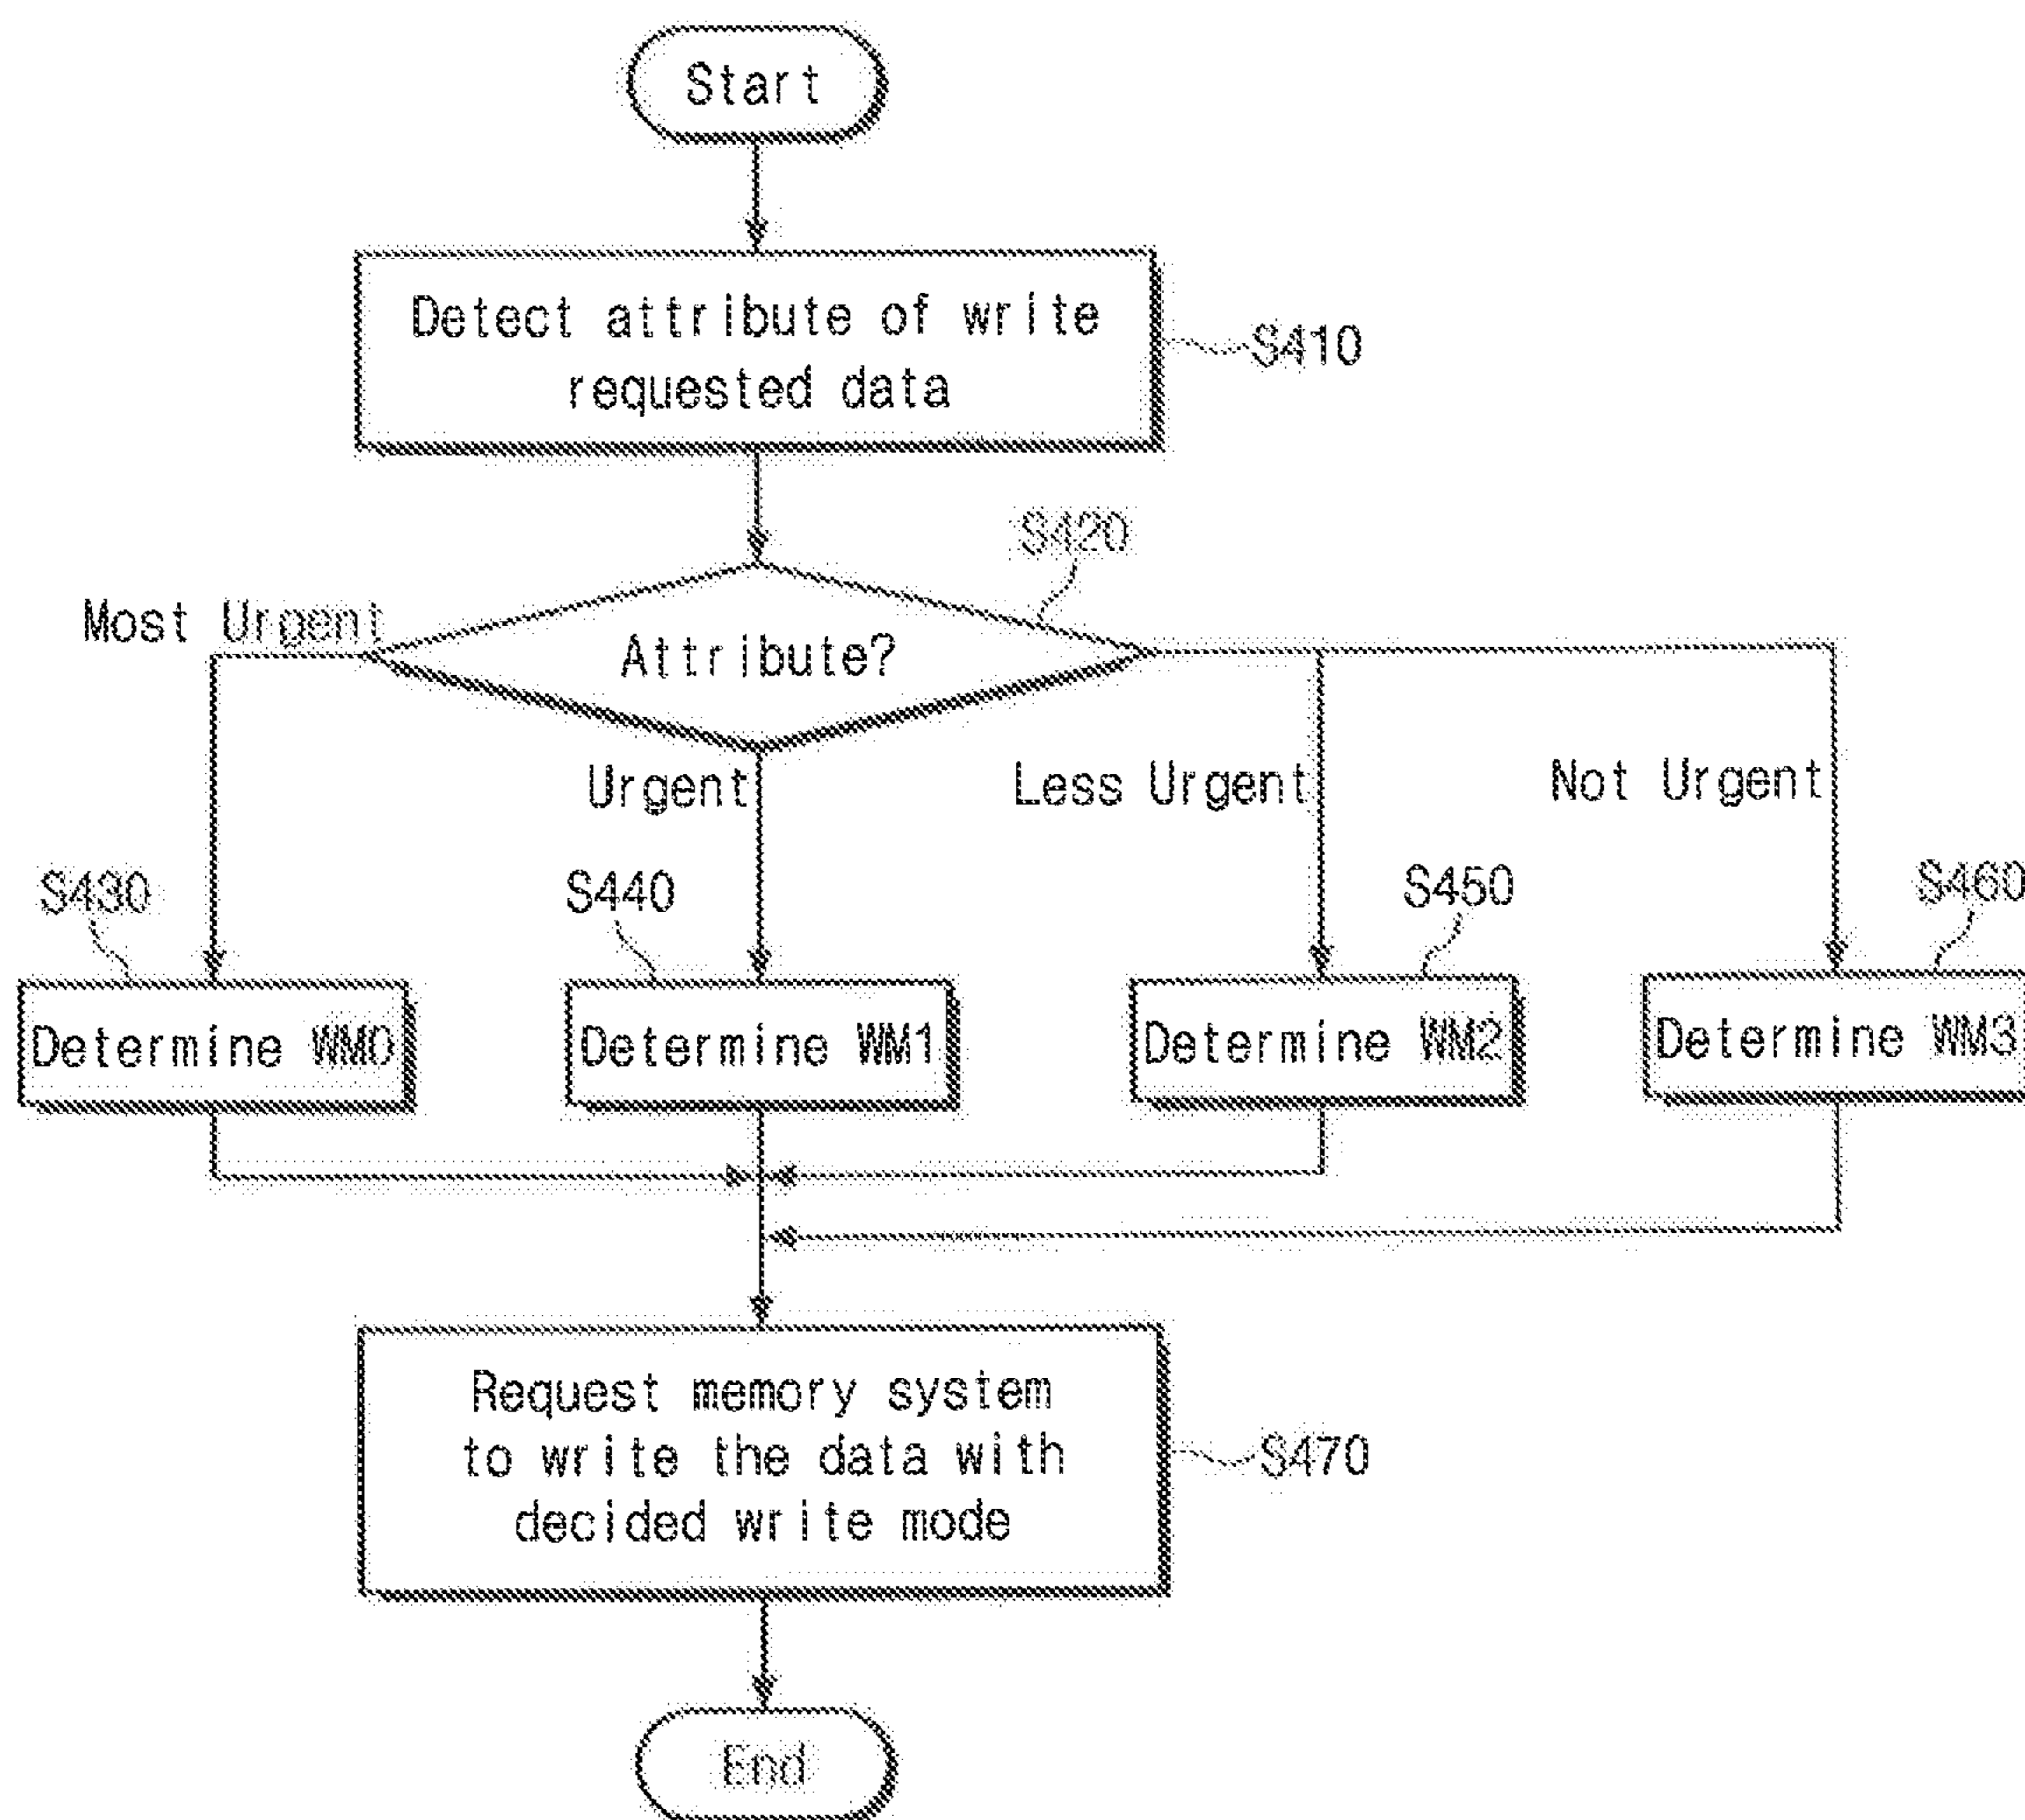 Start
Detect attribute of write
requested data
S410
S420
Most Urgent
Attribute?
Urgent
Less Urgent
Not Urgent
S430
S440
S450
S460
Determine WM0
Determine WM1
Determine WM2
Determine WM3
Request memory system
to write the data with
decided write mode
S470
End